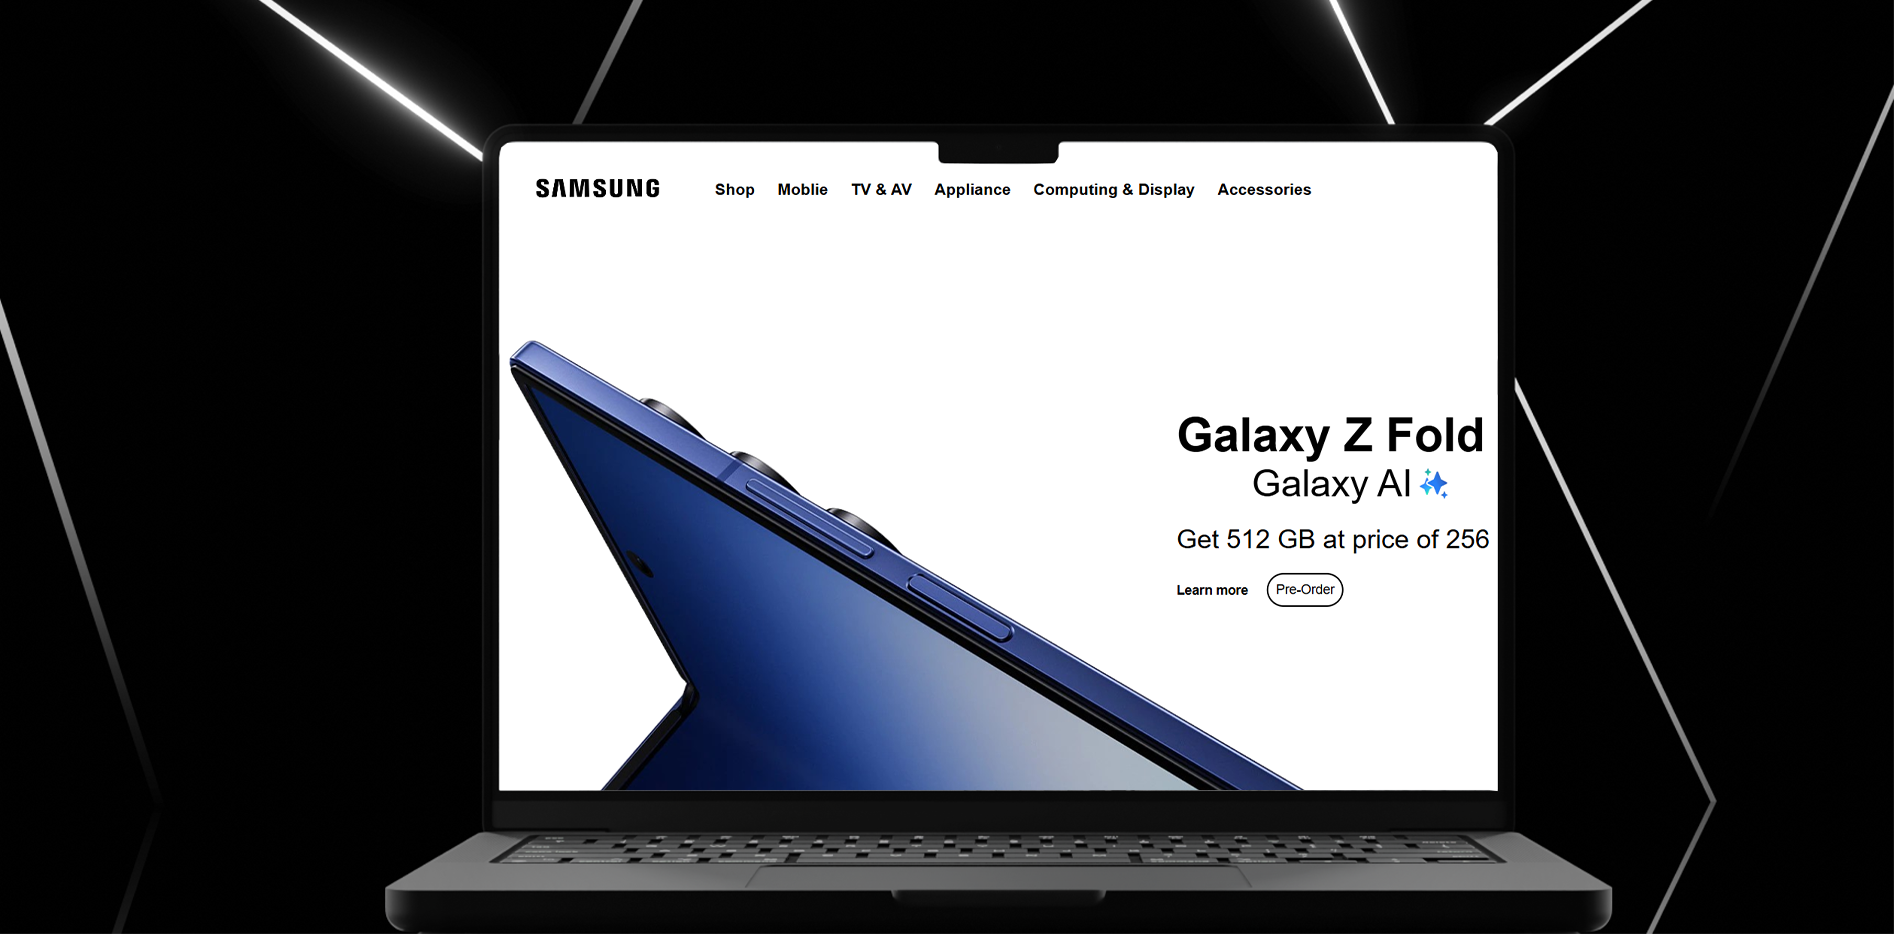 SAMSUNG Shop Moblie TV & AV Appliance Computing & Display Accessories
Galaxy Z Fold
Galaxy AI
Get 512 GB at price of 256
Learn more Pre-Order